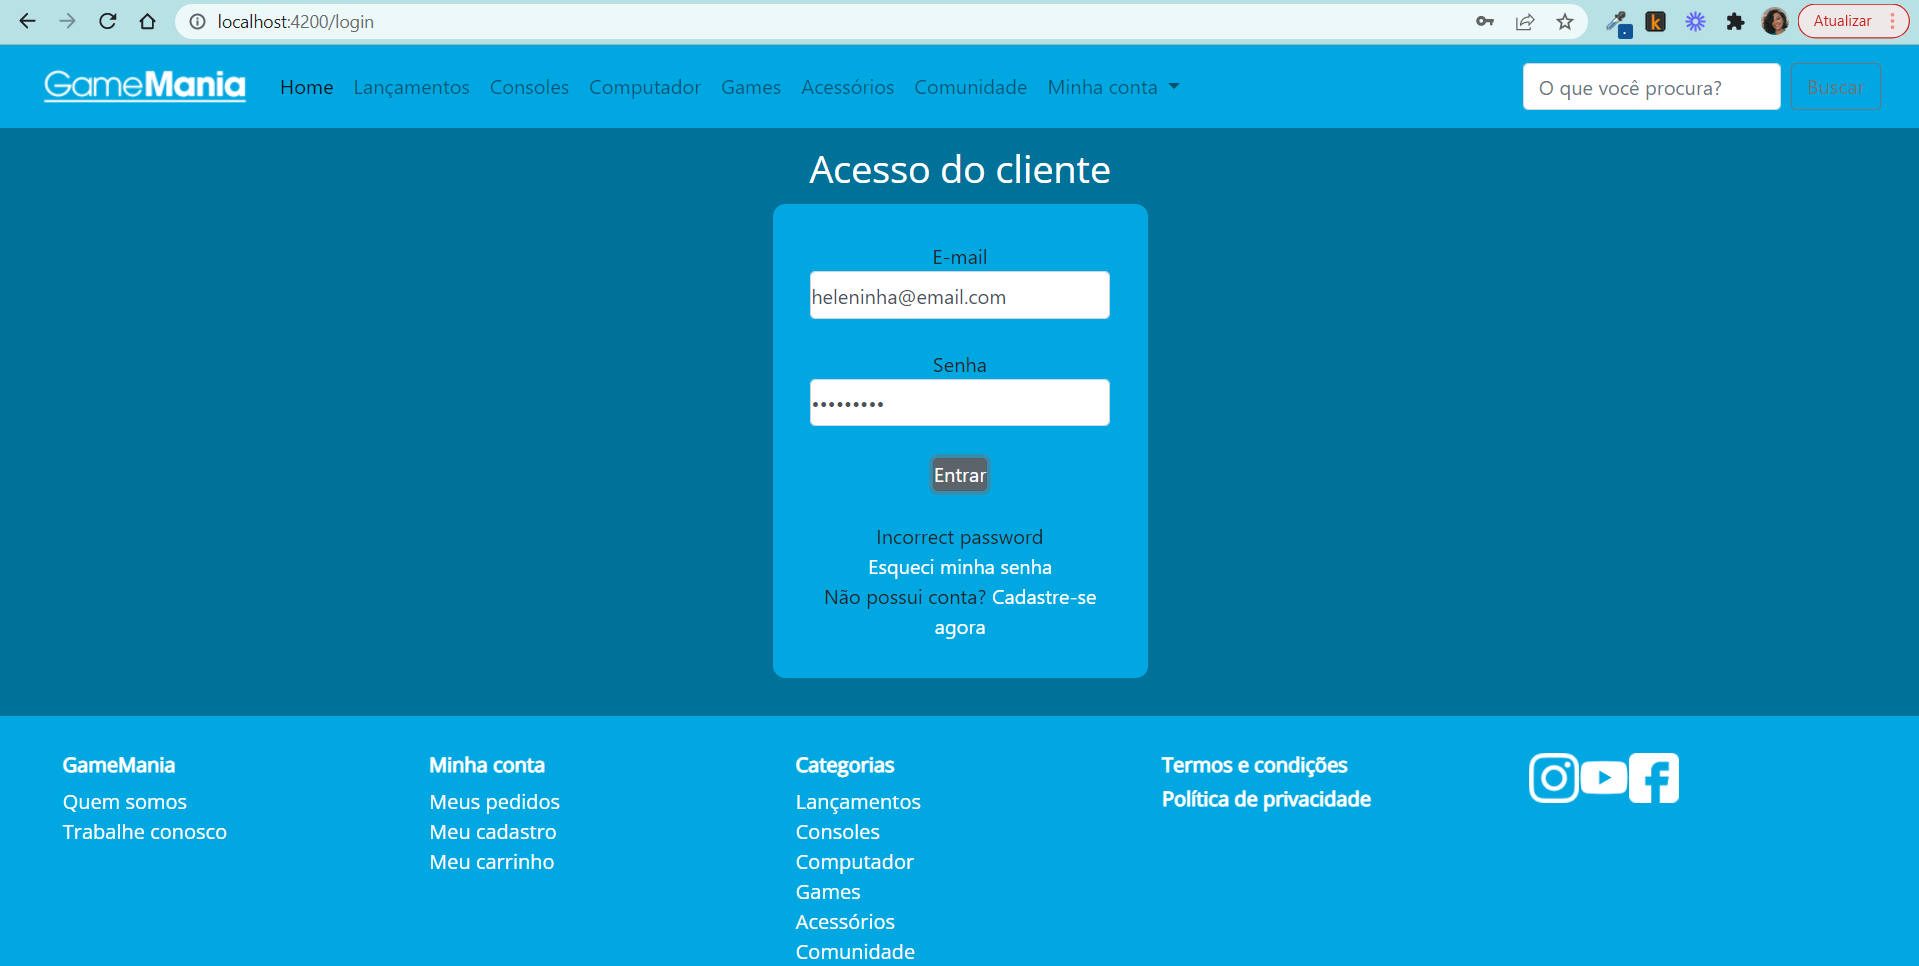 localhost:4200/login
Atualizar
GameMania Home Lançamentos Consoles Computador Games Acessórios Comunidade Minha conta O que você procura? Buscar
Acesso do cliente
E-mail
heleninha@email.com
Senha
•••••••••
Entrar
Incorrect password
Esqueci minha senha
Não possui conta? Cadastre-se
agora
GameMania
Quem somos
Trabalhe conosco
Minha conta
Meus pedidos
Meu cadastro
Meu carrinho
Categorias
Lançamentos
Consoles
Computador
Games
Acessórios
Comunidade
Termos e condições
Política de privacidade